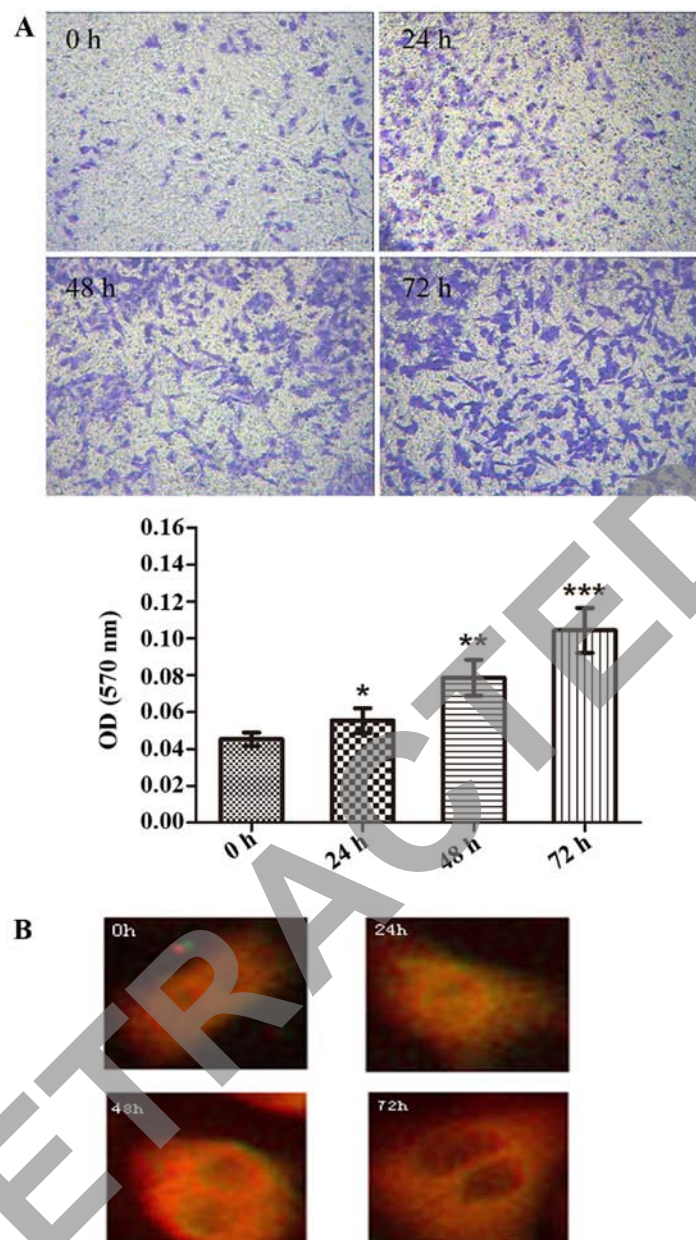 A
0 h
24 h
48 h
72 h
0.16
0.14
0.12
0.10
0.08
0.06
0.04
0.02
0.00
OD (570 nm)
*
**
***
0 h
24 h
48 h
72 h
B
0h
24h
48h
72h
ETRACTED